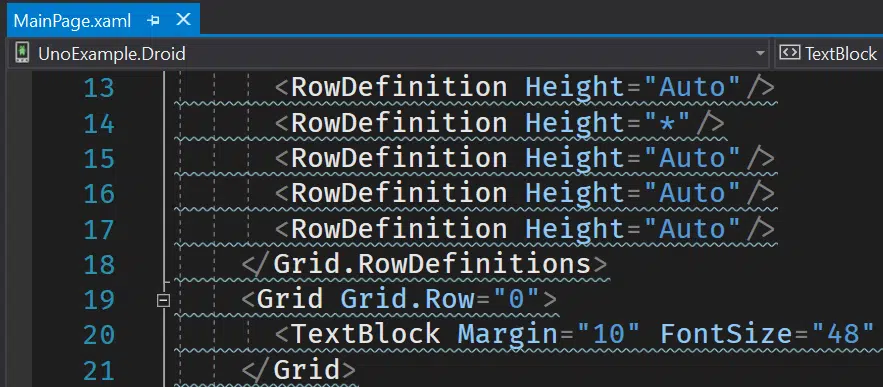 MainPage.xaml
UnoExample.Droid
TextBlock
13 <RowDefinition Height="Auto"/>
14 <RowDefinition Height="*"/>
15 <RowDefinition Height="Auto"/>
16 <RowDefinition Height="Auto"/>
17 <RowDefinition Height="Auto"/>
18 </Grid.RowDefinitions>
19 <Grid Grid.Row="0">
20 <TextBlock Margin="10" FontSize="48"
21 </Grid>